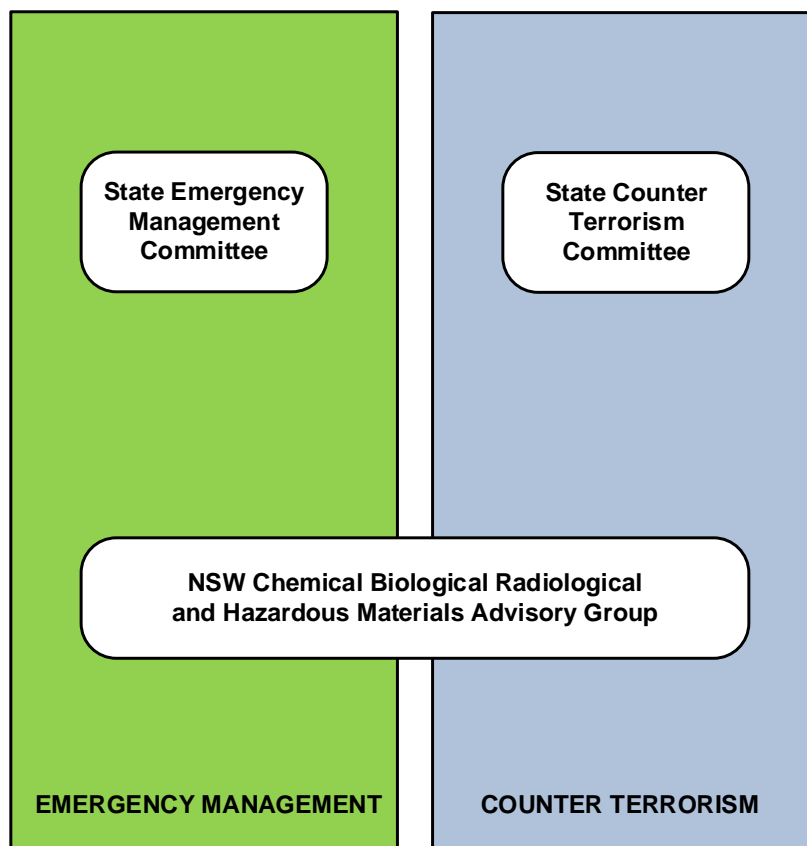 State Emergency
Management
Committee
State Counter
Terrorism
Committee
NSW Chemical Biological Radiological
and Hazardous Materials Advisory Group
EMERGENCY MANAGEMENT
COUNTER TERRORISM